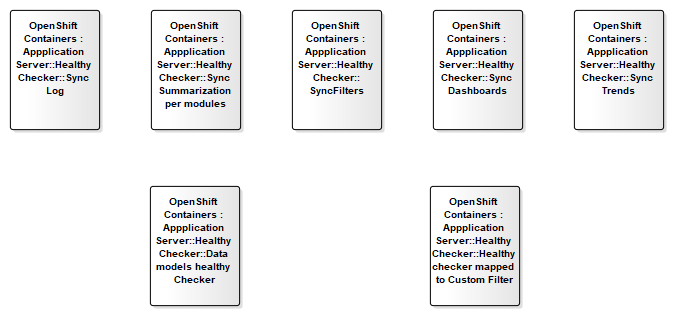 OpenShift
Containers :
Appplication
Server::Healthy
Checker::Sync
Log
OpenShift
Containers :
Appplication
Server::Healthy
Checker::Sync
Summarization
per modules
OpenShift
Containers :
Appplication
Server::Healthy
Checker::
SyncFilters
OpenShift
Containers :
Appplication
Server::Healthy
Checker::Sync
Dashboards
OpenShift
Containers :
Appplication
Server::Healthy
Checker::Sync
Trends
OpenShift
Containers :
Appplication
Server::Healthy
Checker::Data
models healthy
Checker
OpenShift
Containers :
Appplication
Server::Healthy
Checker::Healthy
checker mapped
to Custom Filter